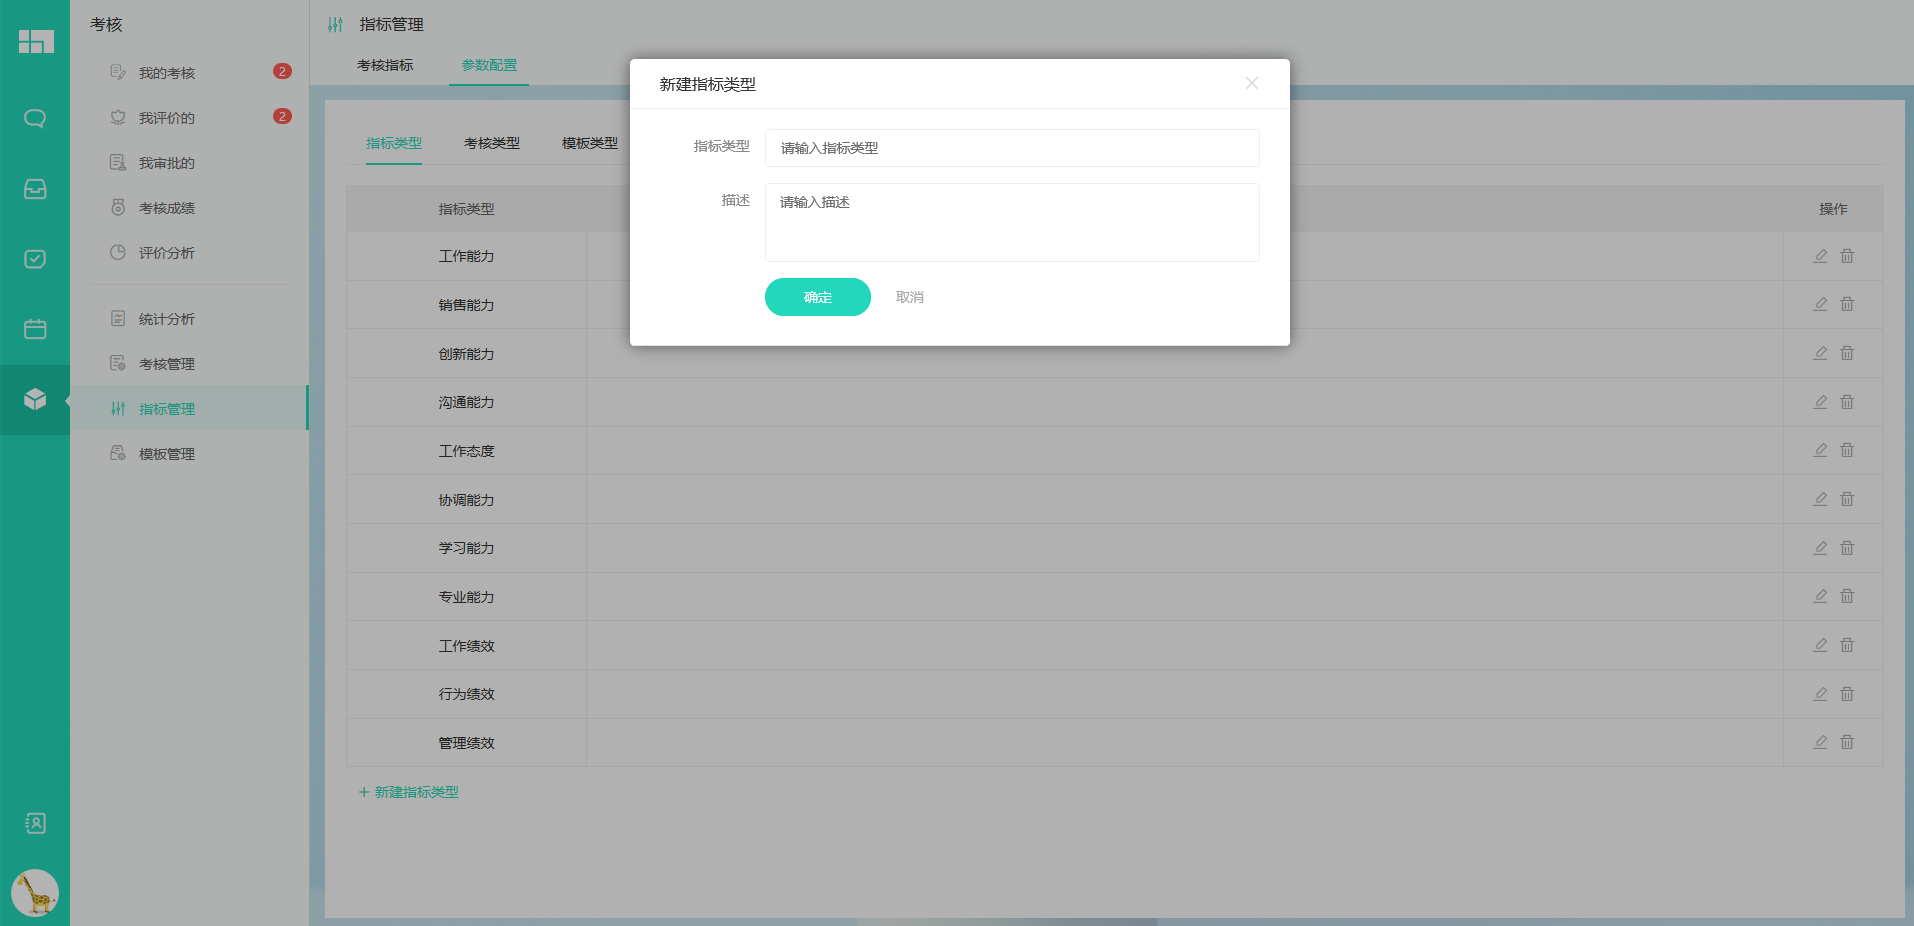 考核
我的考核 2
我评价的 2
我审批的
考核成绩
评价分析
统计分析
考核管理
指标管理
模板管理
指标管理
考核指标 参数配置
指标类型 考核类型 模板类型
指标类型 操作
工作能力
销售能力
创新能力
沟通能力
工作态度
协调能力
学习能力
专业能力
工作绩效
行为绩效
管理绩效
+ 新建指标类型
新建指标类型
指标类型 请输入指标类型
描述 请输入描述
确定 取消